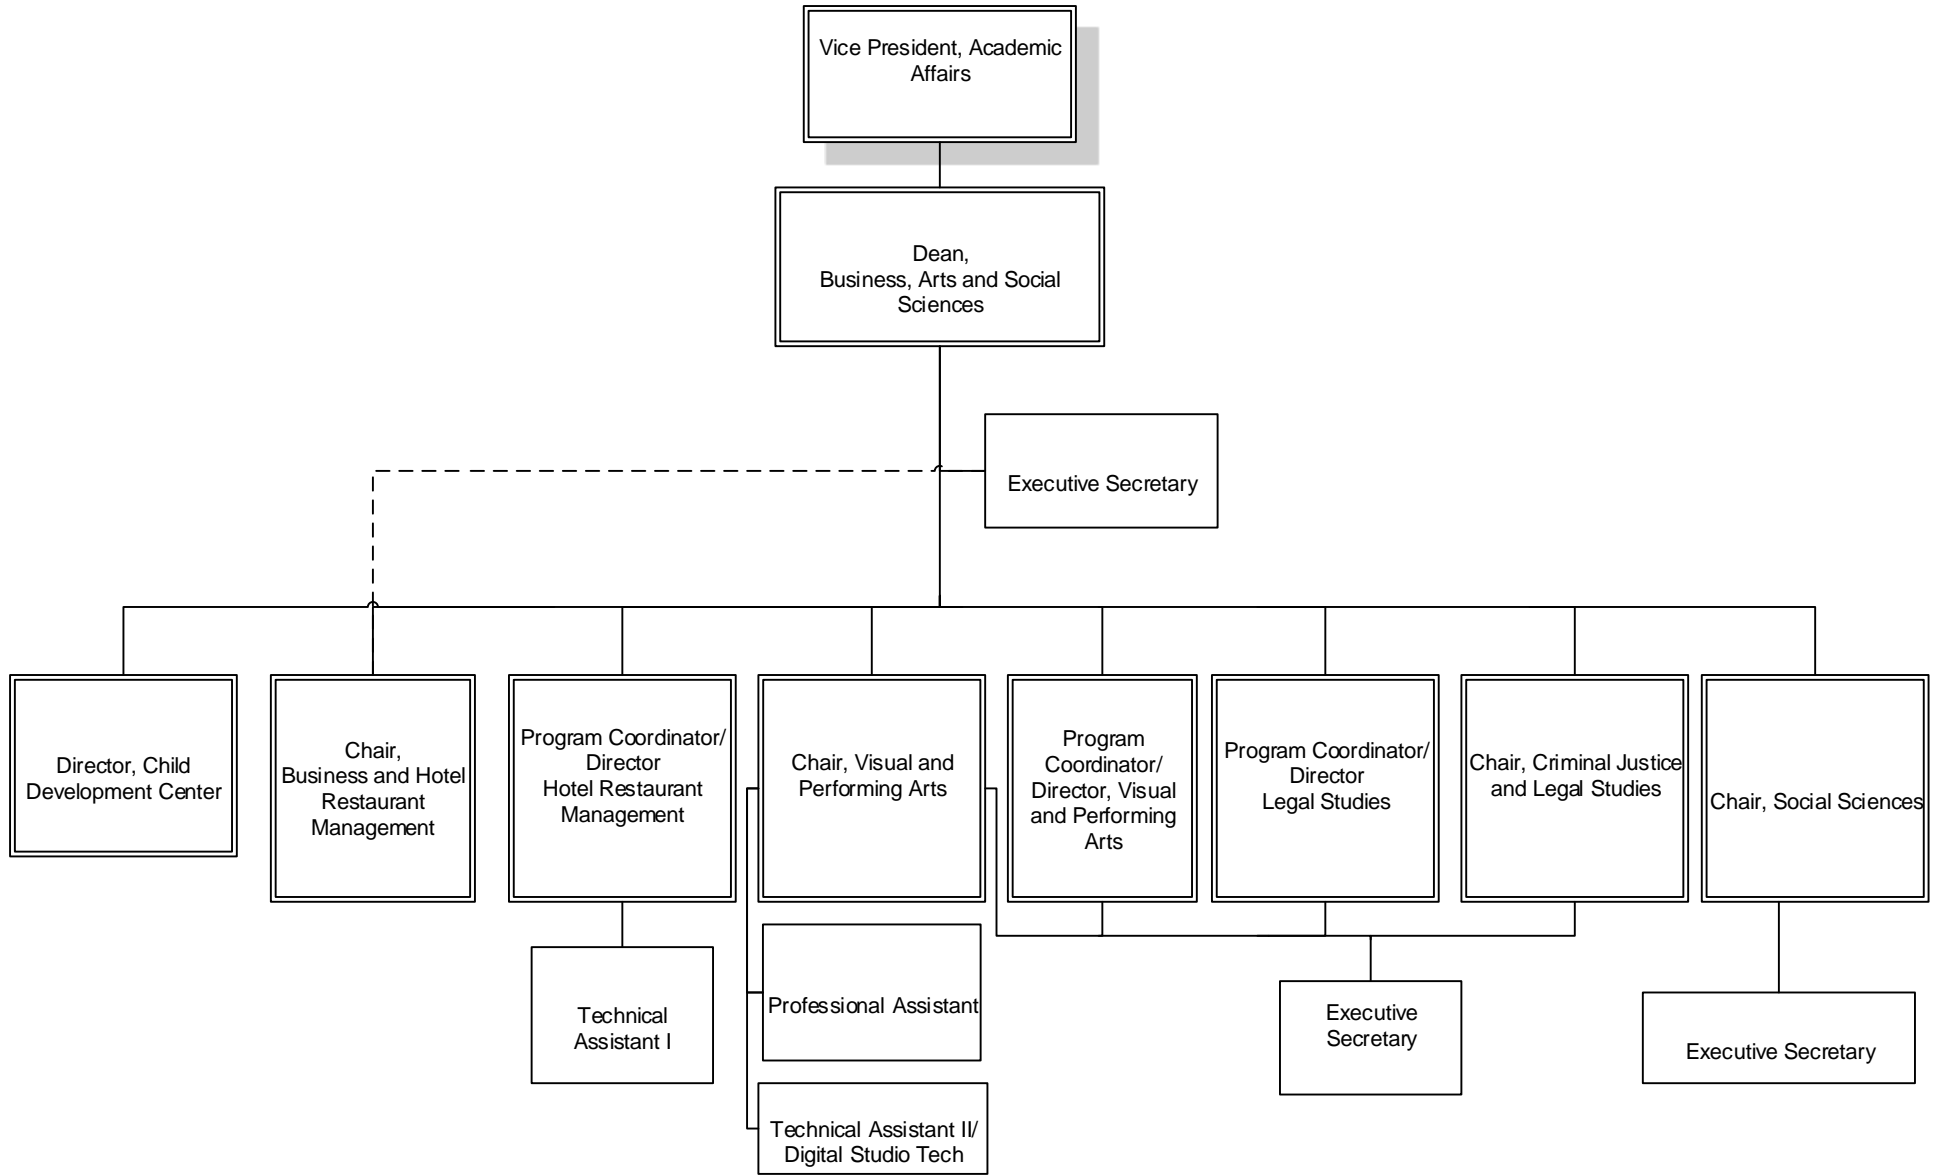 Vice President, Academic
Affairs
Dean,
Business, Arts and Social
Sciences
Executive Secretary
Director, Child
Development Center
Chair,
Business and Hotel
Restaurant
Management
Program Coordinator/
Director
Hotel Restaurant
Management
Chair, Visual and
Performing Arts
Program
Coordinator/
Director, Visual
and Performing
Arts
Program Coordinator/
Director
Legal Studies
Chair, Criminal Justice
and Legal Studies
Chair, Social Sciences
Technical
Assistant I
Professional Assistant
Technical Assistant II/
Digital Studio Tech
Executive
Secretary
Executive Secretary